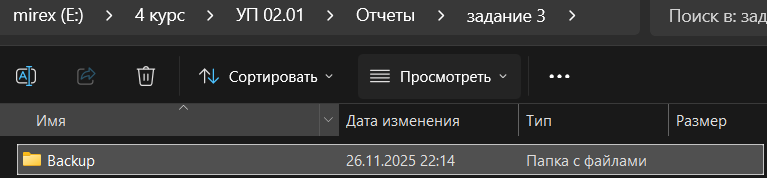 mirex (E:) > 4 курс > УП 02.01 > Отчеты > задание 3 > Поиск в: зад
Сортировать Просмотреть
Имя Дата изменения Тип Размер
Backup 26.11.2025 22:14 Папка с файлами